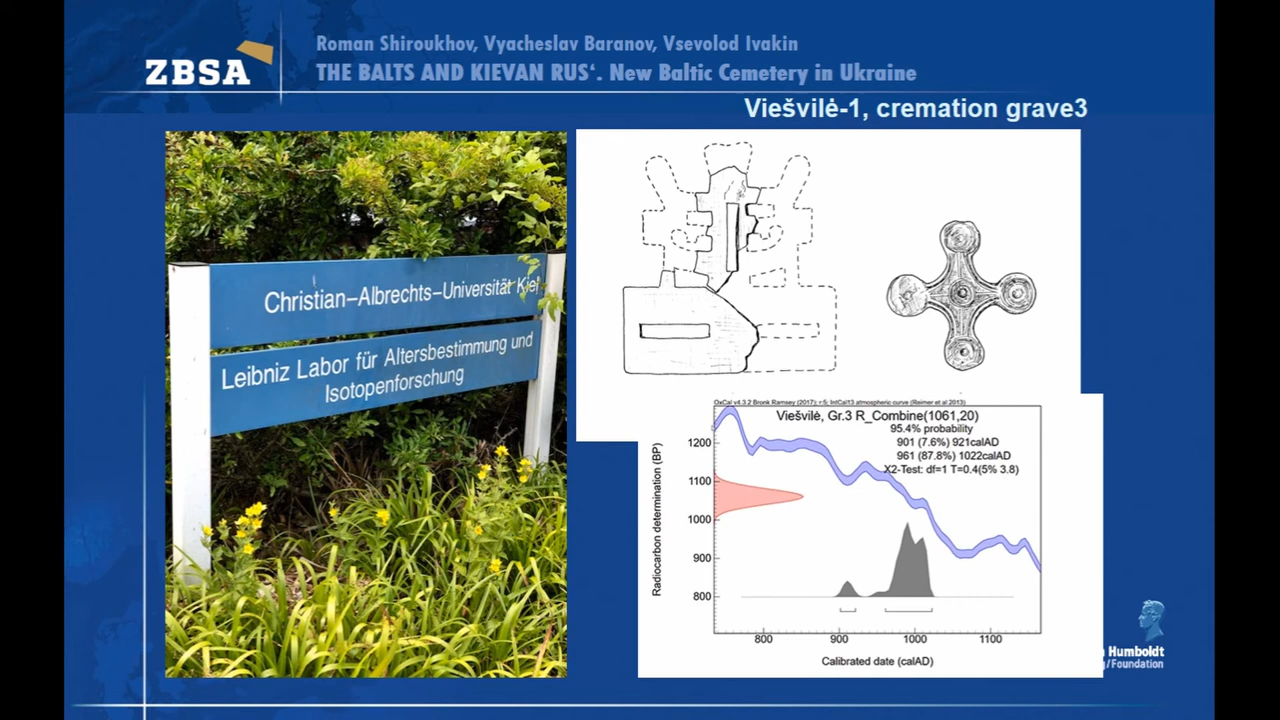 ZBSA
Roman Shiroukhov, Vyacheslav Baranov, Vsevolod Ivakin
THE BALTS AND KIEVAN RUS‘. New Baltic Cemetery in Ukraine
Viešvilė-1, cremation grave3
Christian–Albrechts–Universität Kiel
Leibniz Labor für Altersbestimmung und
Isotopenforschung
OxCal v4.3.2 Bronk Ramsey (2017); r:5; IntCal13 atmospheric curve (Reimer et al 2013)
Viešvilė, Gr.3 R_Combine(1061,20)
95.4% probability
901 (7.6%) 921calAD
961 (87.8%) 1022calAD
X2-Test: df=1 T=0.4(5% 3.8)
Radiocarbon determination (BP)
1200
1100
1000
900
800
800 900 1000 1100
Calibrated date (calAD)
Humboldt
/Foundation